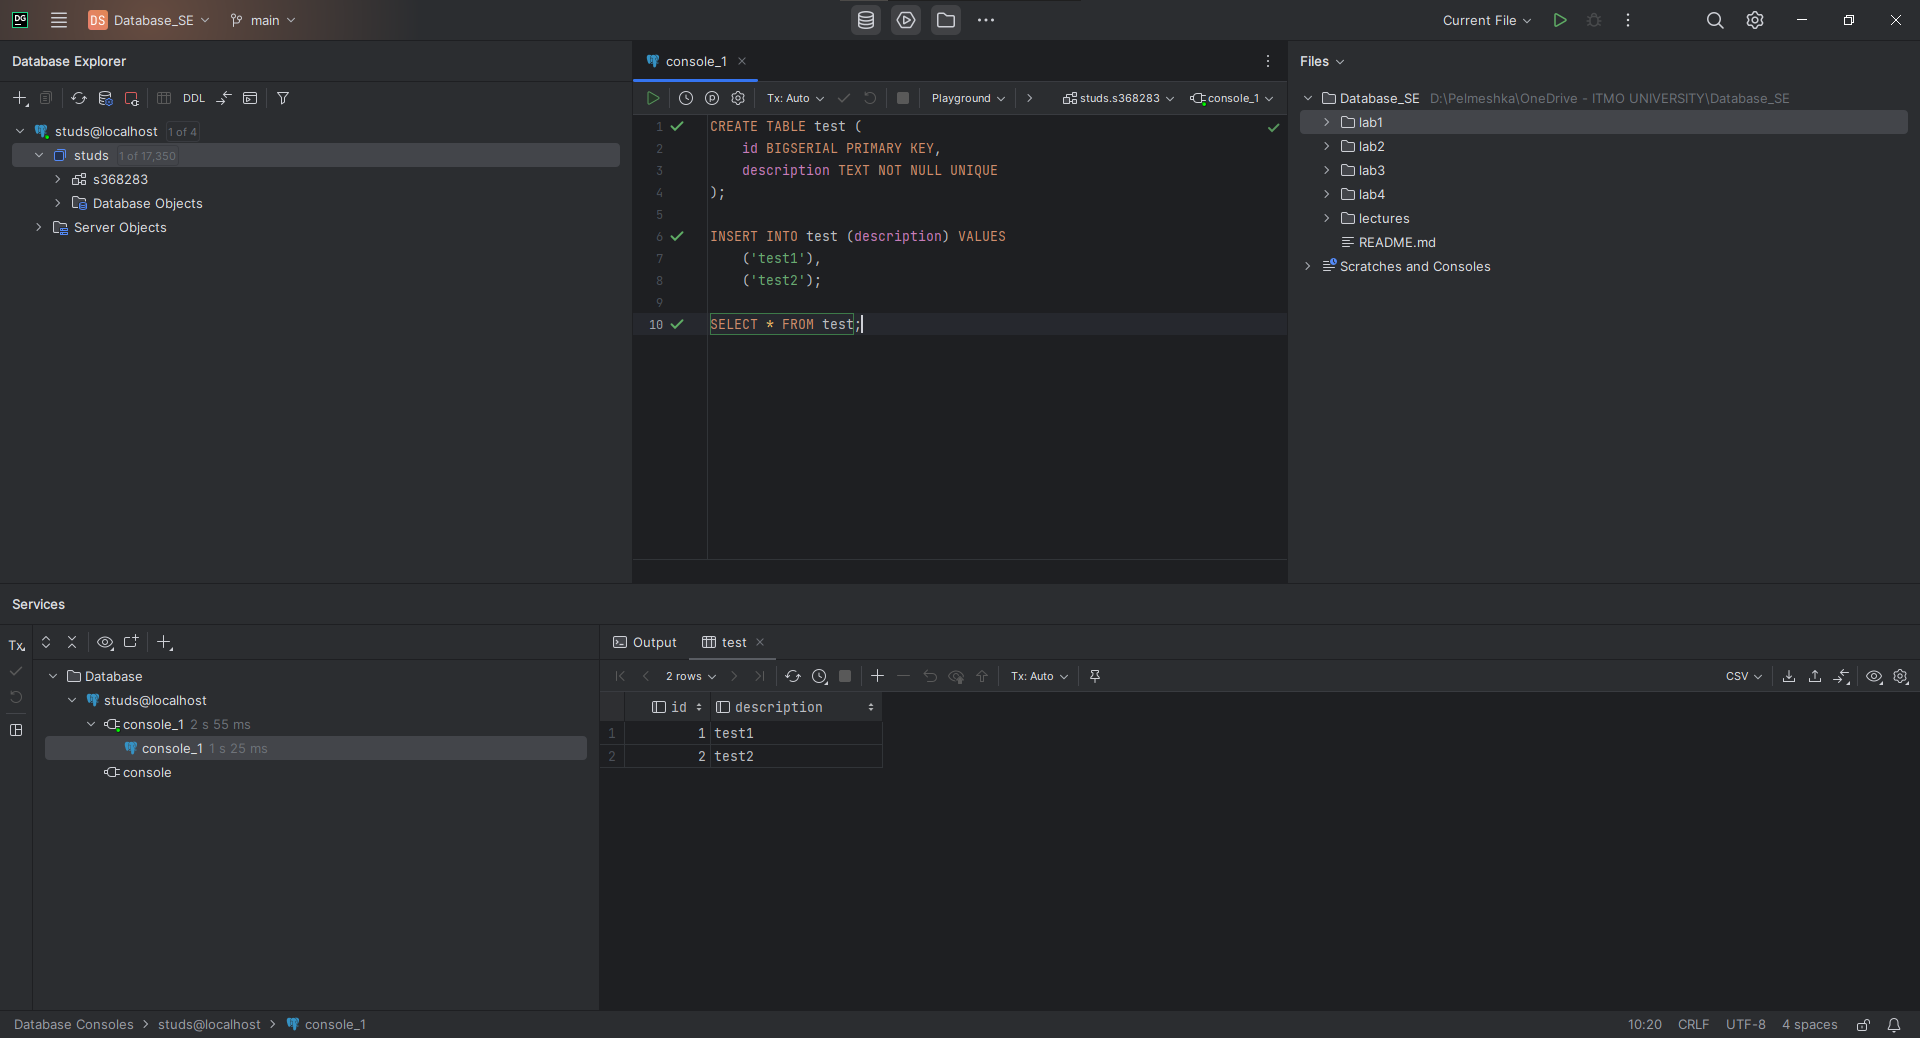 DG
DS Database_SE main
Current File
Database Explorer
DDL
studs@localhost 1 of 4
studs 1 of 17,350
s368283
Database Objects
Server Objects
console_1
Tx: Auto Playground studs.s368283 console_1
1 CREATE TABLE test (
2 id BIGSERIAL PRIMARY KEY,
3 description TEXT NOT NULL UNIQUE
4 );
5
6 INSERT INTO test (description) VALUES
7 ('test1'),
8 ('test2');
9
10 SELECT * FROM test;
Files
Database_SE D:\Pelmeshka\OneDrive - ITMO UNIVERSITY\Database_SE
lab1
lab2
lab3
lab4
lectures
README.md
Scratches and Consoles
Services
Tx
Database
studs@localhost
console_1 2 s 55 ms
console_1 1 s 25 ms
console
Output test
2 rows Tx: Auto CSV
id description
1 1 test1
2 2 test2
Database Consoles studs@localhost console_1
10:20 CRLF UTF-8 4 spaces